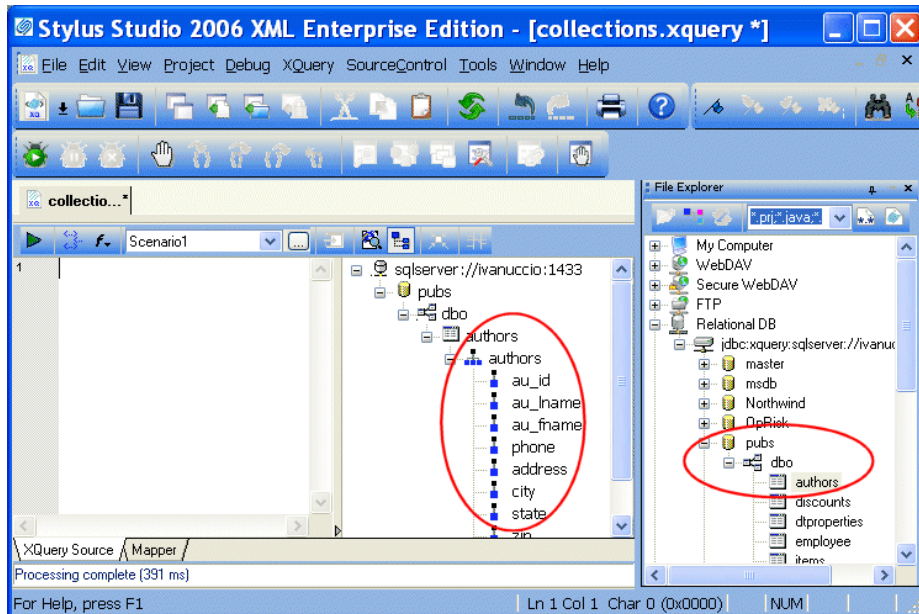 Stylus Studio 2006 XML Enterprise Edition - [collections.xquery *]
File Edit View Project Debug XQuery SourceControl Tools Window Help
collectio...*
Scenario1
1
sqlserver://ivanuccio:1433
pubs
dbo
authors
authors
au_id
au_lname
au_fname
phone
address
city
state
zip
XQuery Source Mapper
Processing complete (391 ms)
File Explorer
*.prj;*.java;*.
My Computer
WebDAV
Secure WebDAV
FTP
Relational DB
jdbc:xquery:sqlserver://ivanuc
master
msdb
Northwind
OpRisk
pubs
dbo
authors
discounts
dtproperties
employee
items
For Help, press F1
Ln 1 Col 1 Char 0 (0x0000)
NUM